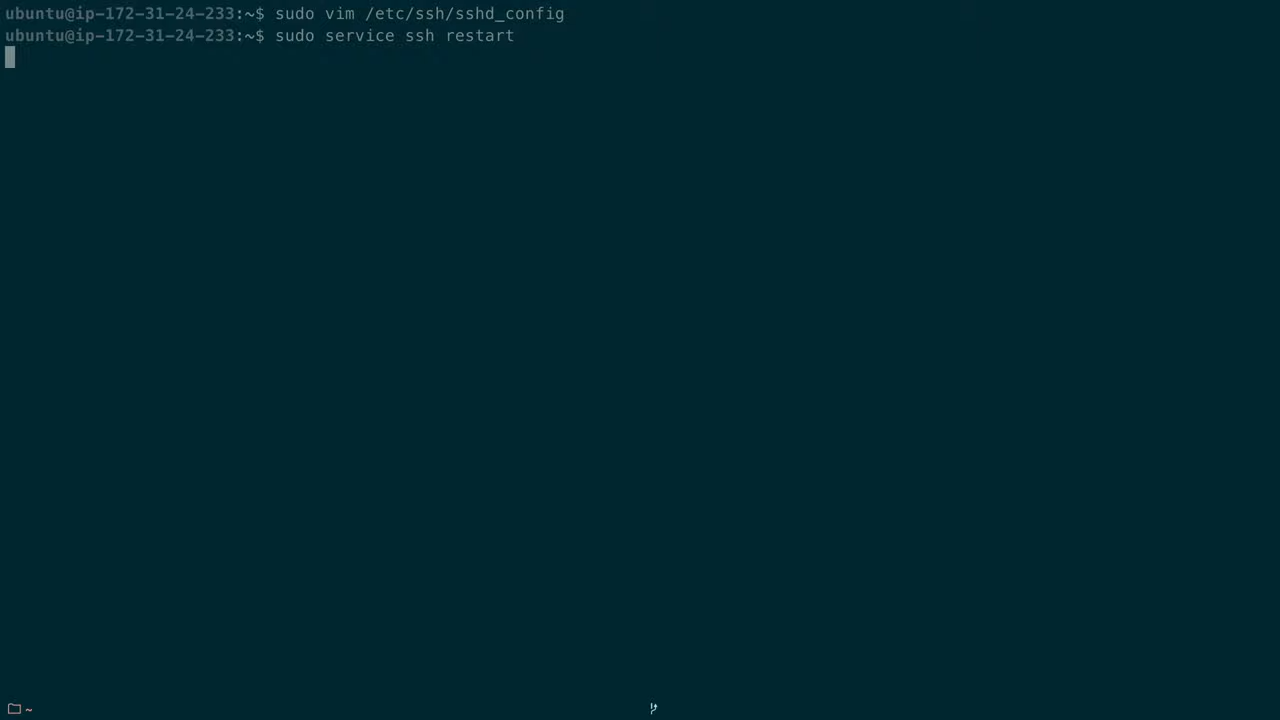 ubuntu@ip-172-31-24-233:~$ sudo vim /etc/ssh/sshd_config
ubuntu@ip-172-31-24-233:~$ sudo service ssh restart
~